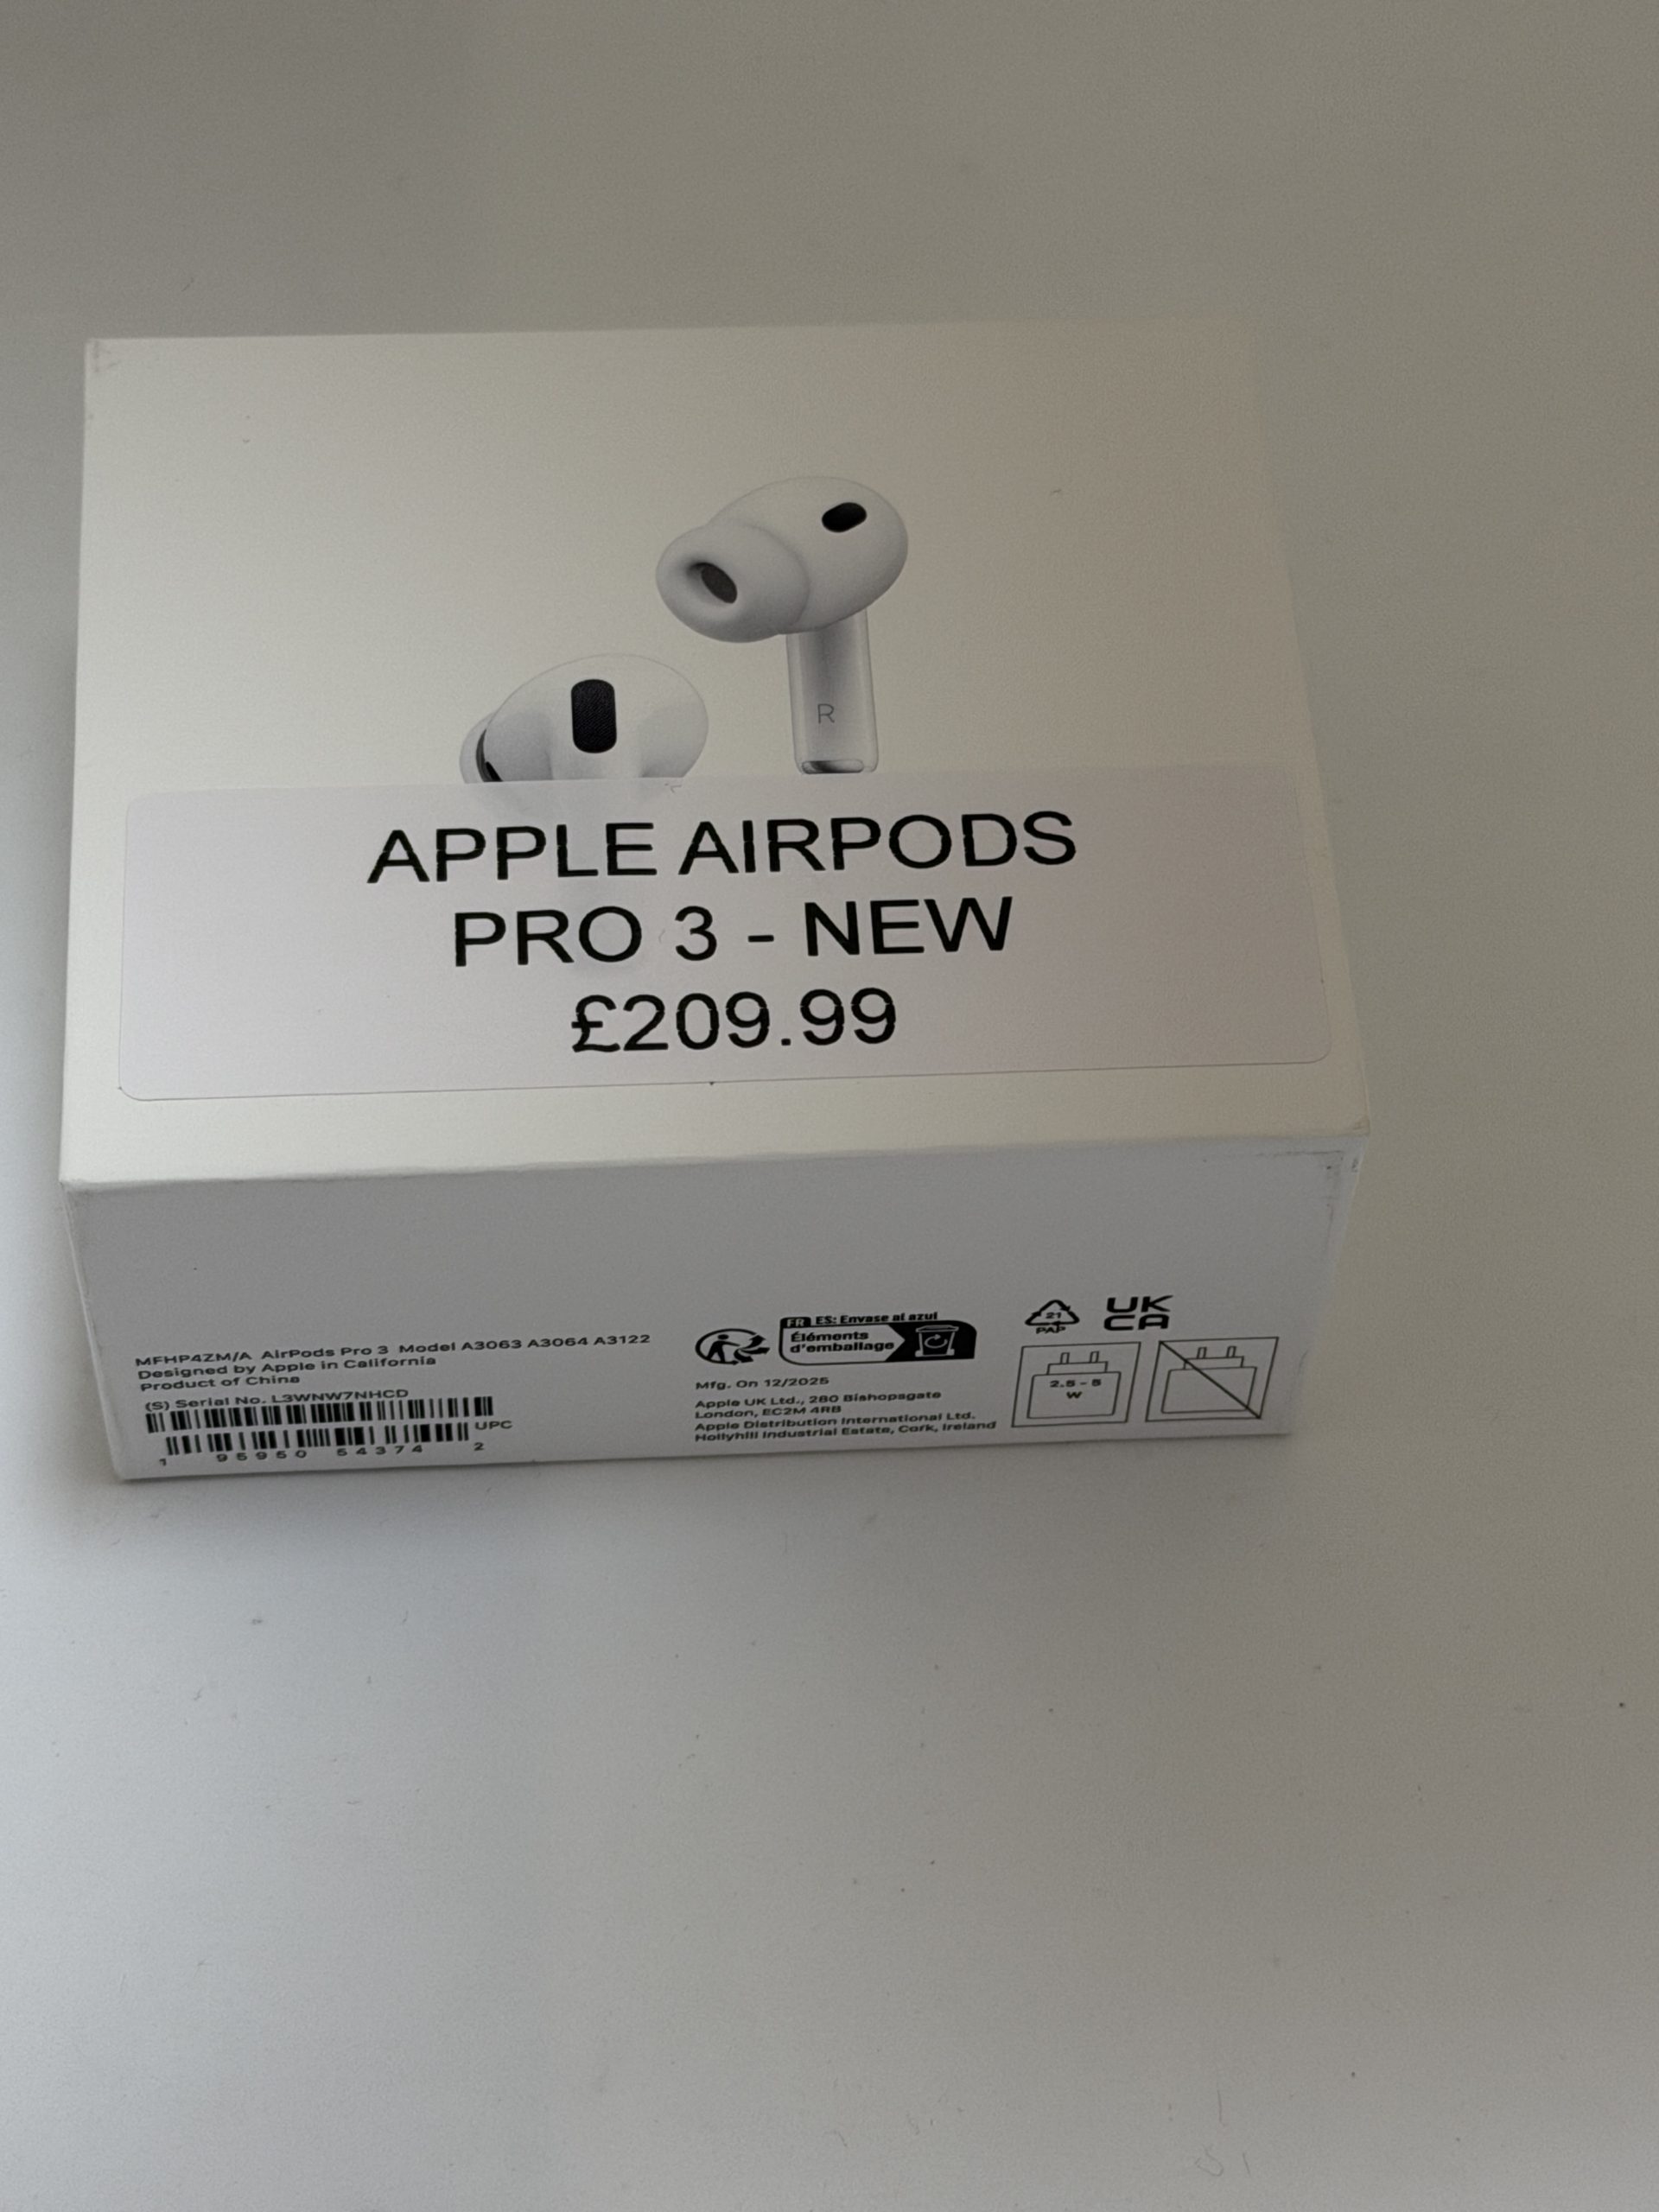 R
APPLE AIRPODS
PRO 3 - NEW
£209.99
MFHP4ZM/A AirPods Pro 3 Model A3063 A3064 A3122
Designed by Apple in California
Product of China
(S) Serial No. L3WNW7NHCD
UPC
1 95950 54374 2
FR ES: Envase al azul
Éléments
d'emballage
Mfg. On 12/2025
Apple UK Ltd., 280 Bishopsgate
London, EC2M 4RB
Apple Distribution International Ltd.
Hollyhill Industrial Estate, Cork, Ireland
21
PAP
UK
CA
2.5 - 5
W